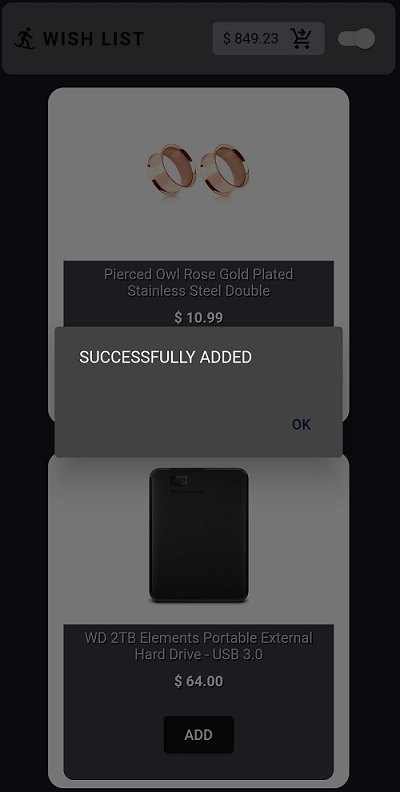 WISH LIST
$ 849.23
Pierced Owl Rose Gold Plated
Stainless Steel Double
$ 10.99
SUCCESSFULLY ADDED
OK
WD
WD 2TB Elements Portable External
Hard Drive - USB 3.0
$ 64.00
ADD